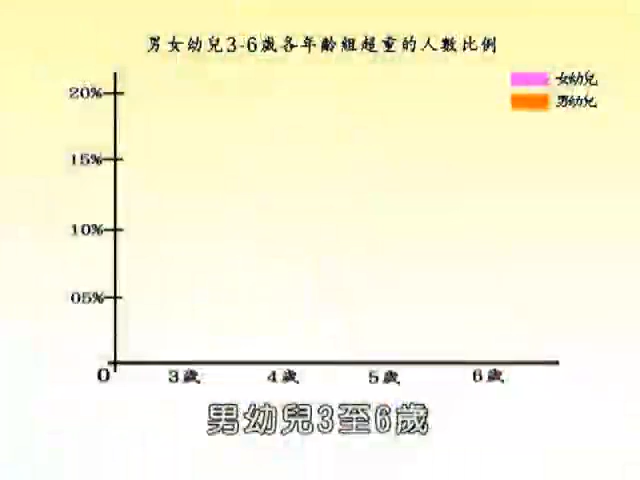 男女幼兒3-6歲各年齡組超重的人數比例
女幼兒
男幼兒
20%
15%
10%
05%
0
3歲 4歲 5歲 6歲
男幼兒3至6歲